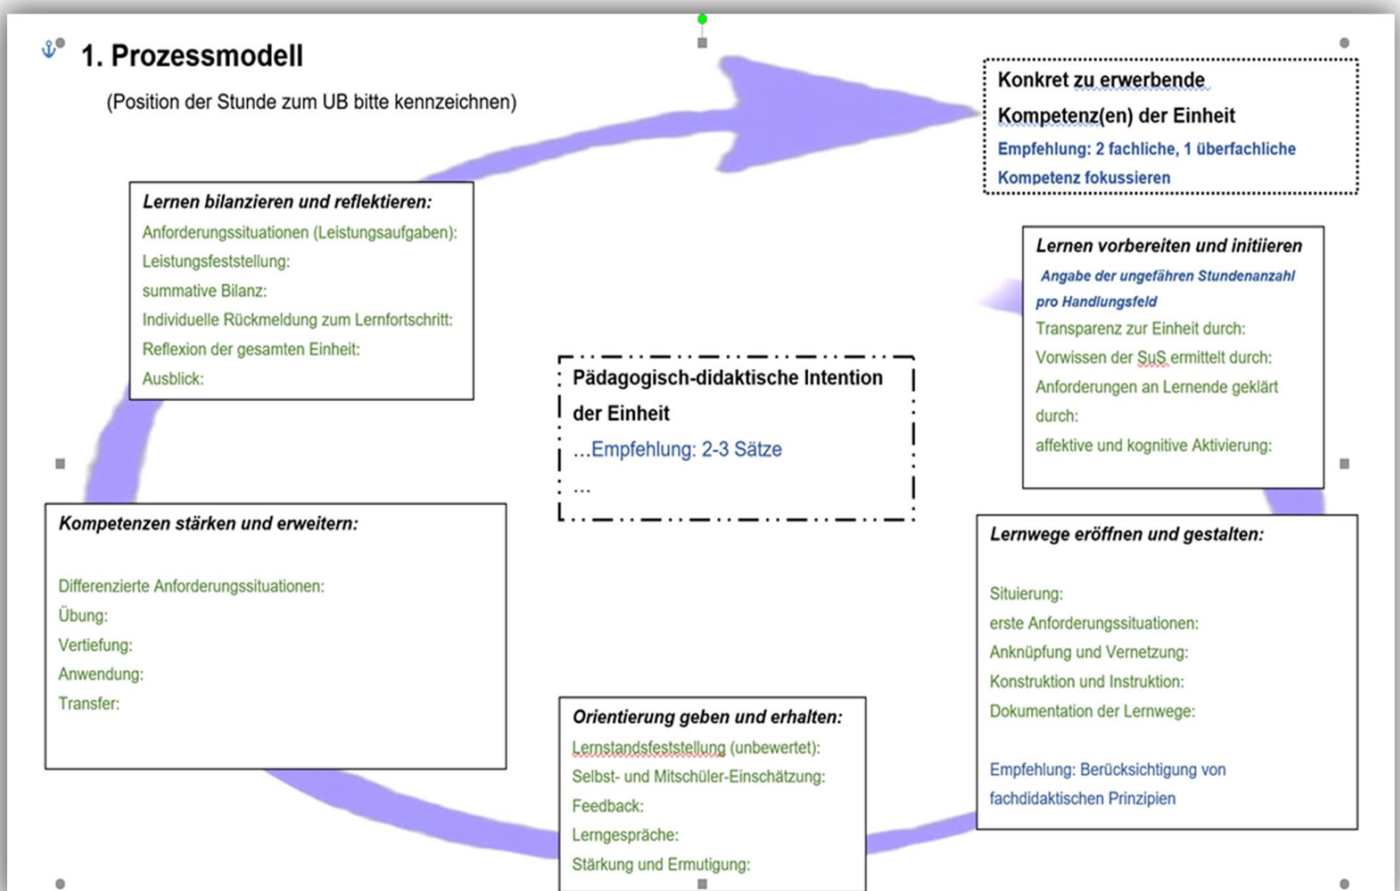 1. Prozessmodell
(Position der Stunde zum UB bitte kennzeichnen)
Konkret zu erwerbende
Kompetenz(en) der Einheit
Empfehlung: 2 fachliche, 1 überfachliche
Kompetenz fokussieren
Lernen vorbereiten und initiieren
Angabe der ungefähren Stundenanzahl
pro Handlungsfeld
Transparenz zur Einheit durch:
Vorwissen der SuS ermittelt durch:
Anforderungen an Lernende geklärt
durch:
affektive und kognitive Aktivierung:
Lernwege eröffnen und gestalten:
Situierung:
erste Anforderungssituationen:
Anknüpfung und Vernetzung:
Konstruktion und Instruktion:
Dokumentation der Lernwege:
Empfehlung: Berücksichtigung von
fachdidaktischen Prinzipien
Orientierung geben und erhalten:
Lernstandsfeststellung (unbewertet):
Selbst- und Mitschüler-Einschätzung:
Feedback:
Lerngespräche:
Stärkung und Ermutigung:
Kompetenzen stärken und erweitern:
Differenzierte Anforderungssituationen:
Übung:
Vertiefung:
Anwendung:
Transfer:
Lernen bilanzieren und reflektieren:
Anforderungssituationen (Leistungsaufgaben):
Leistungsfeststellung:
summative Bilanz:
Individuelle Rückmeldung zum Lernfortschritt:
Reflexion der gesamten Einheit:
Ausblick:
Pädagogisch-didaktische Intention
der Einheit
…Empfehlung: 2-3 Sätze
…